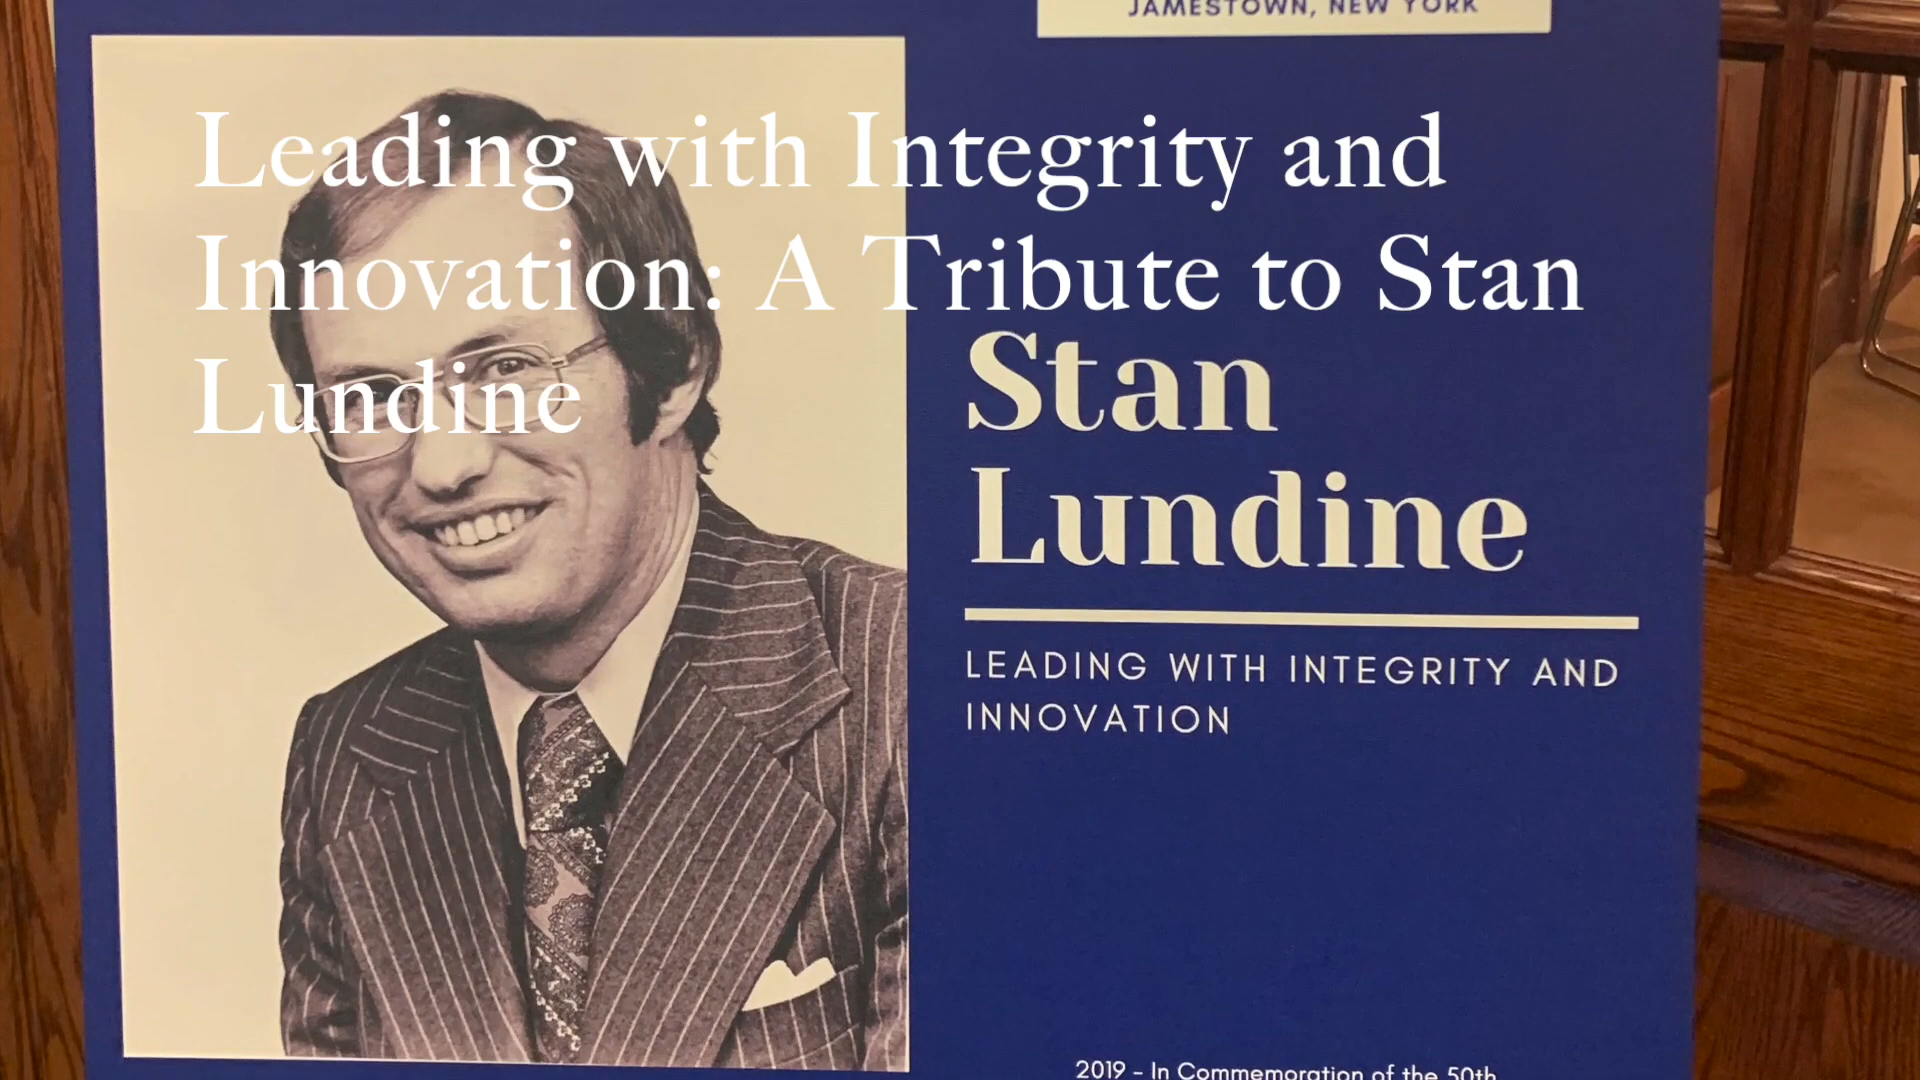 JAMESTOWN, NEW YORK
Leading with Integrity and
Innovation: A Tribute to Stan
Lundine
Stan
Lundine
LEADING WITH INTEGRITY AND
INNOVATION
2019 - In Commemoration of the 50th